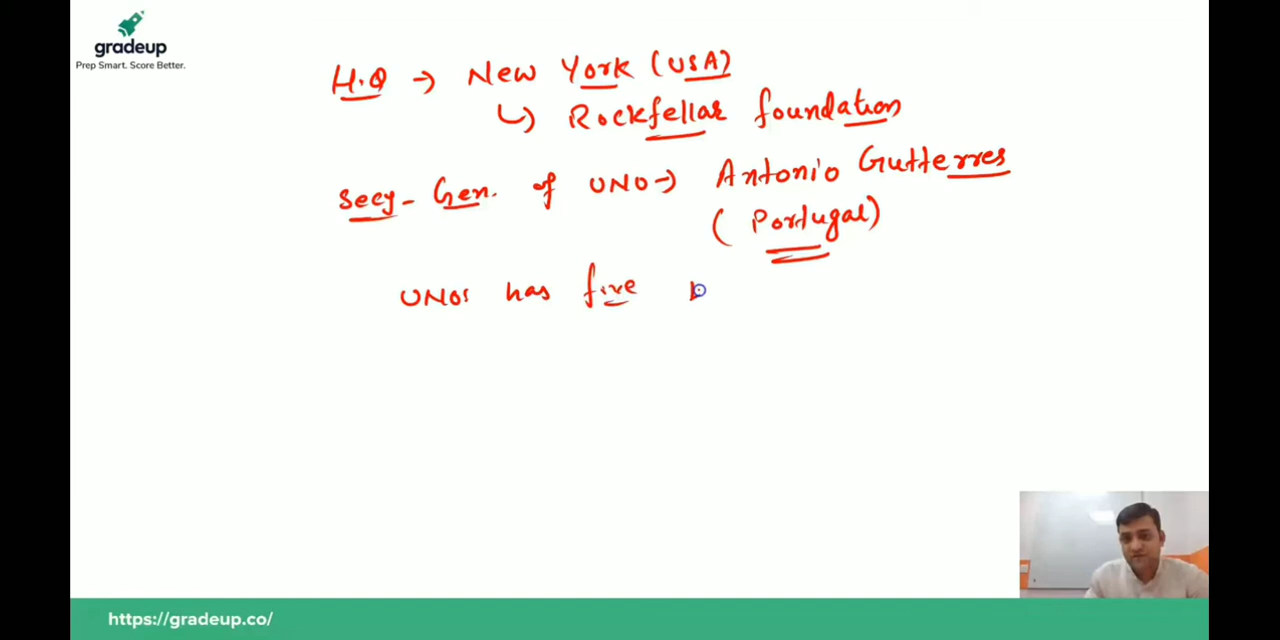 gradeup
Prep Smart. Score Better.
H.Q → New York (USA)
↳ Rockfellar foundation
Secy-Gen. of UNO → Antonio Gutterres
(Portugal)
UNO's has five
https://gradeup.co/